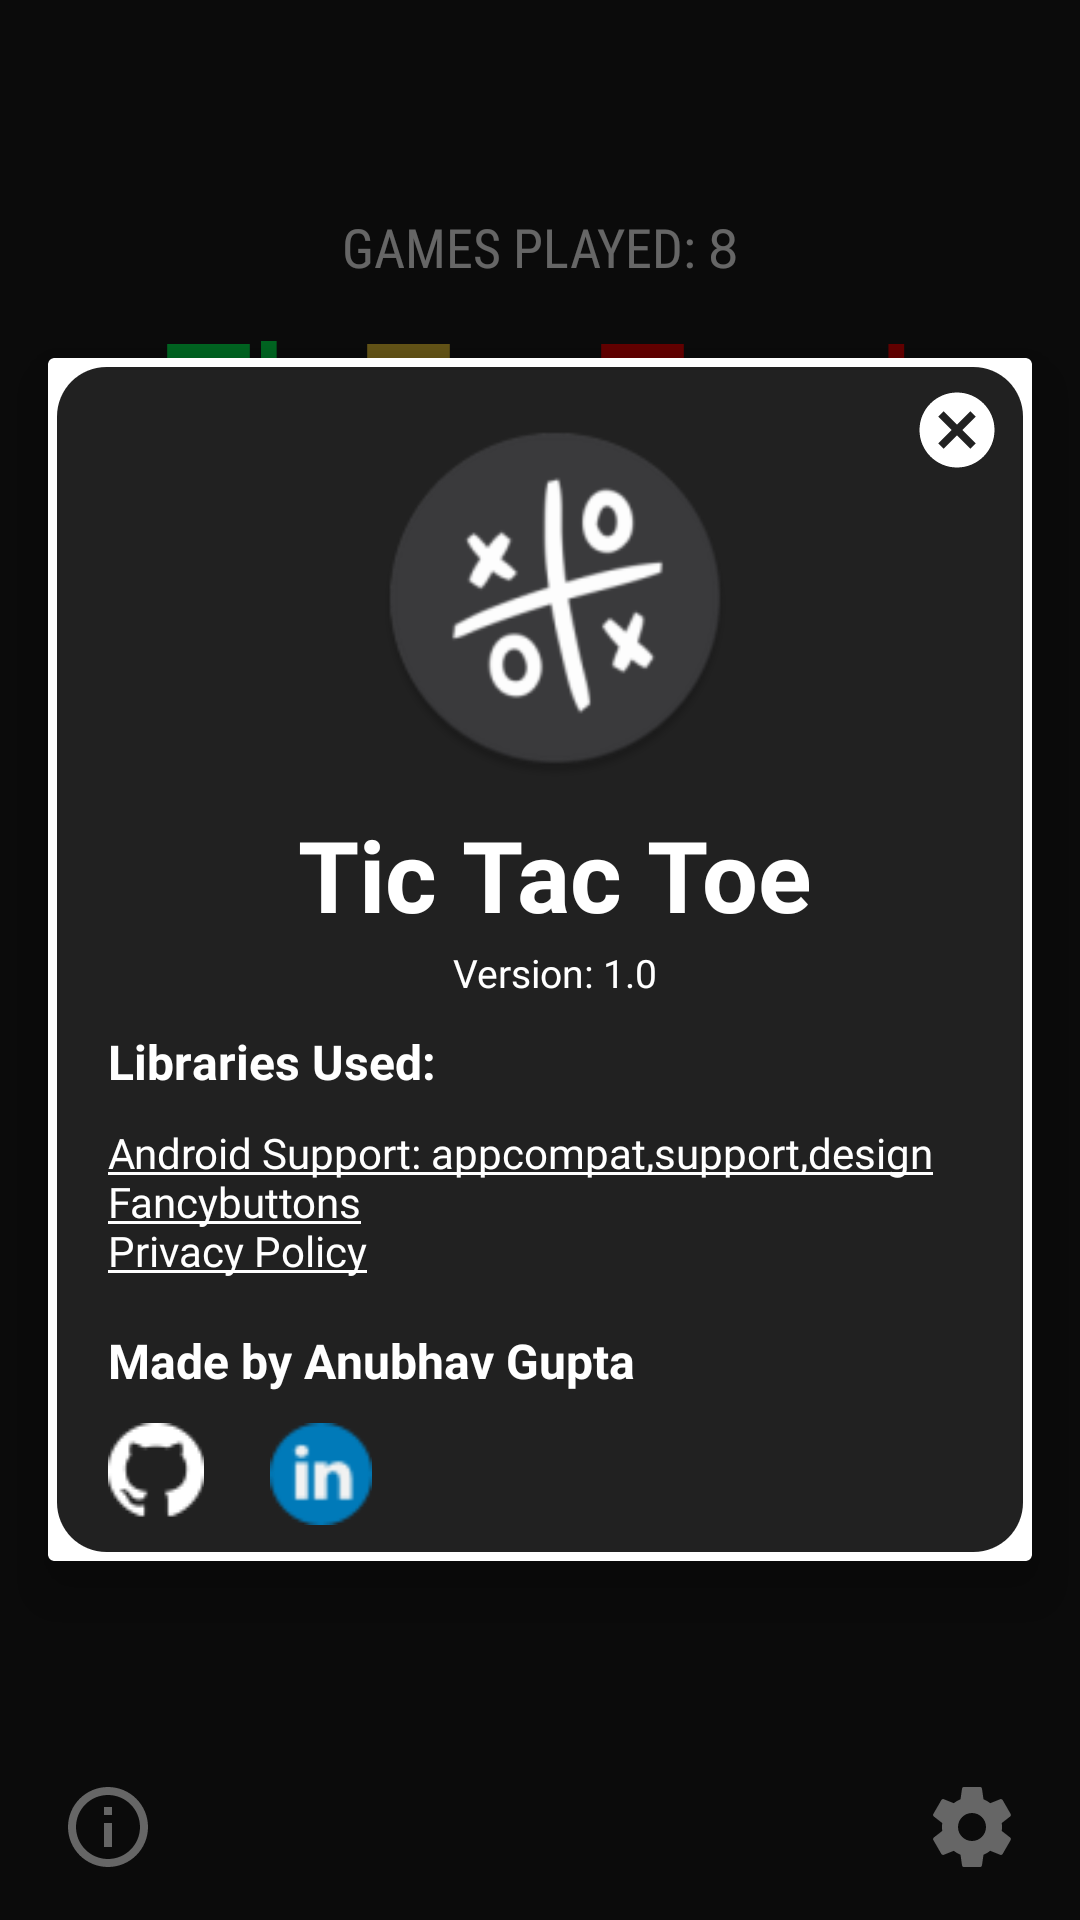 GAMES PLAYED: 8
Tic Tac Toe
Version: 1.0
Libraries Used:
Android Support: appcompat,support,design
Fancybuttons
Privacy Policy
Made by Anubhav Gupta
in